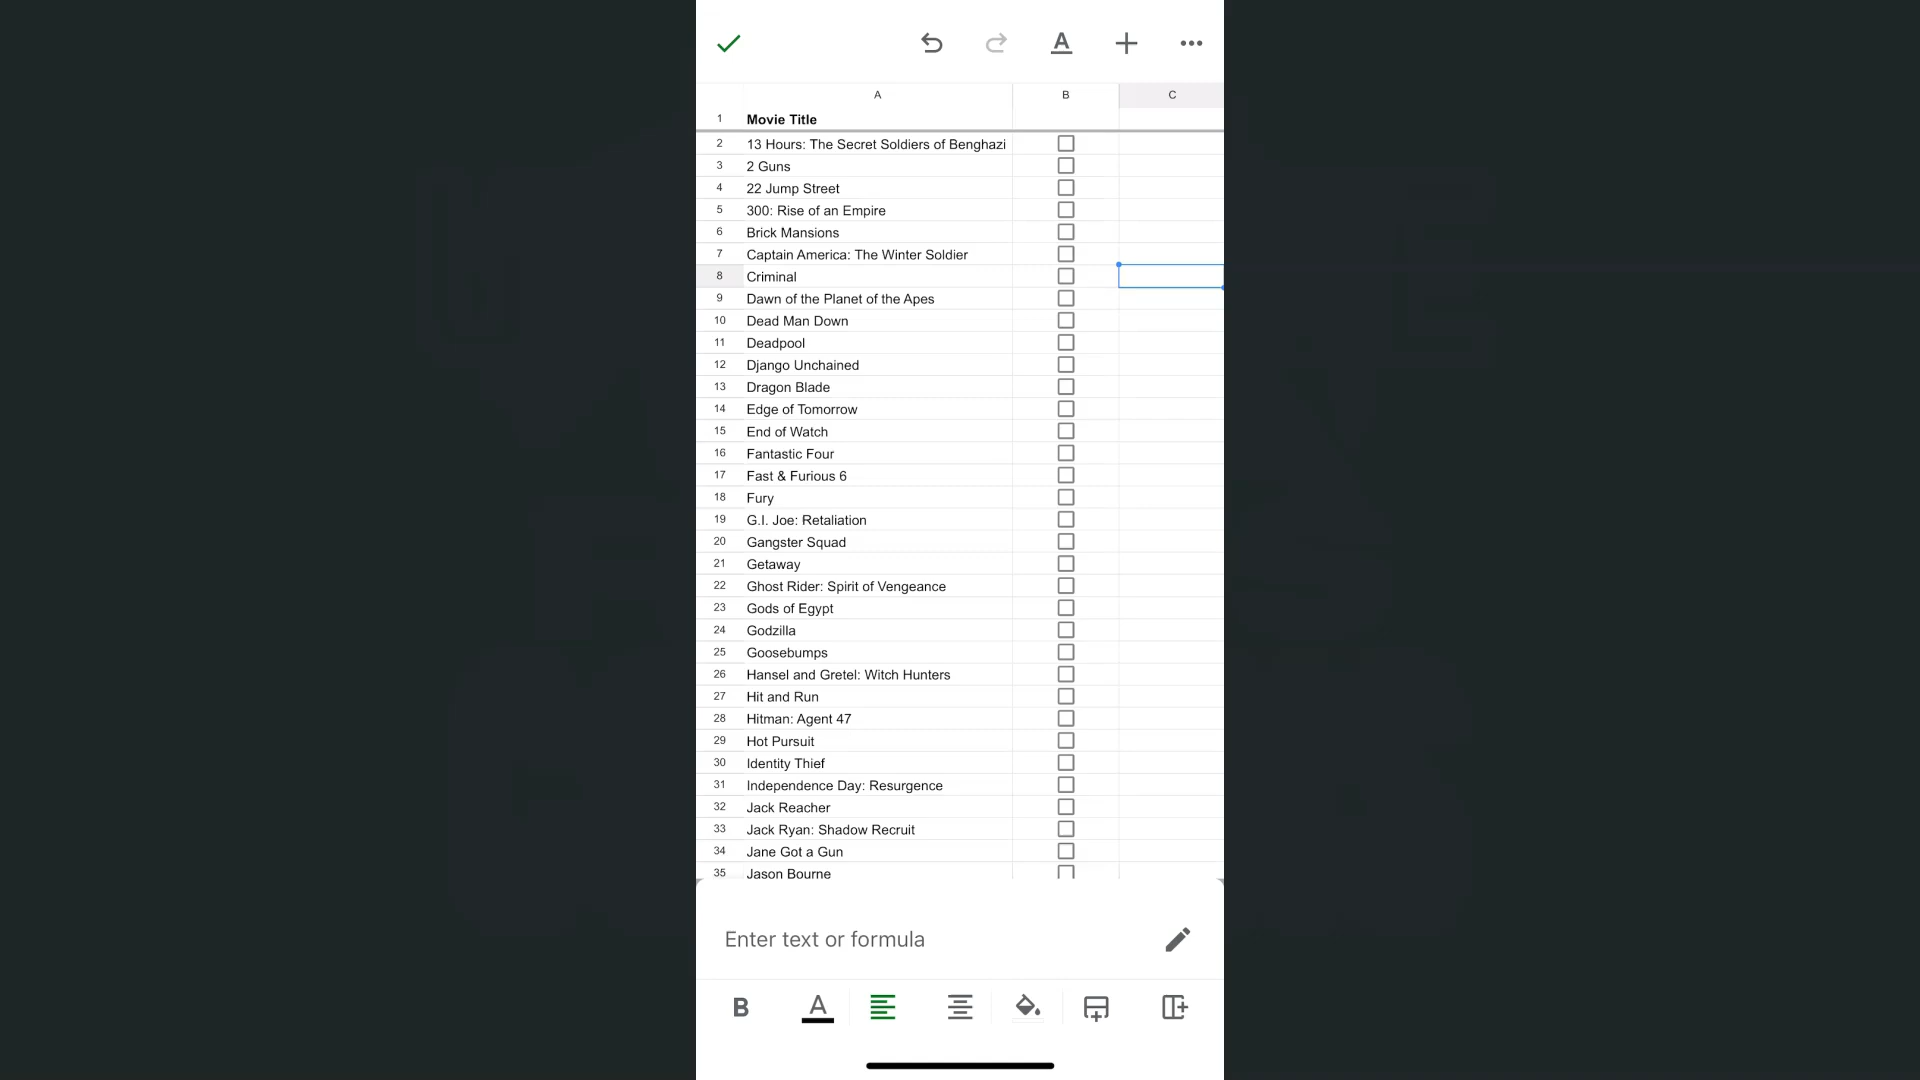 A B C
1 Movie Title
2 13 Hours: The Secret Soldiers of Benghazi
3 2 Guns
4 22 Jump Street
5 300: Rise of an Empire
6 Brick Mansions
7 Captain America: The Winter Soldier
8 Criminal
9 Dawn of the Planet of the Apes
10 Dead Man Down
11 Deadpool
12 Django Unchained
13 Dragon Blade
14 Edge of Tomorrow
15 End of Watch
16 Fantastic Four
17 Fast & Furious 6
18 Fury
19 G.I. Joe: Retaliation
20 Gangster Squad
21 Getaway
22 Ghost Rider: Spirit of Vengeance
23 Gods of Egypt
24 Godzilla
25 Goosebumps
26 Hansel and Gretel: Witch Hunters
27 Hit and Run
28 Hitman: Agent 47
29 Hot Pursuit
30 Identity Thief
31 Independence Day: Resurgence
32 Jack Reacher
33 Jack Ryan: Shadow Recruit
34 Jane Got a Gun
35 Jason Bourne
Enter text or formula
B A